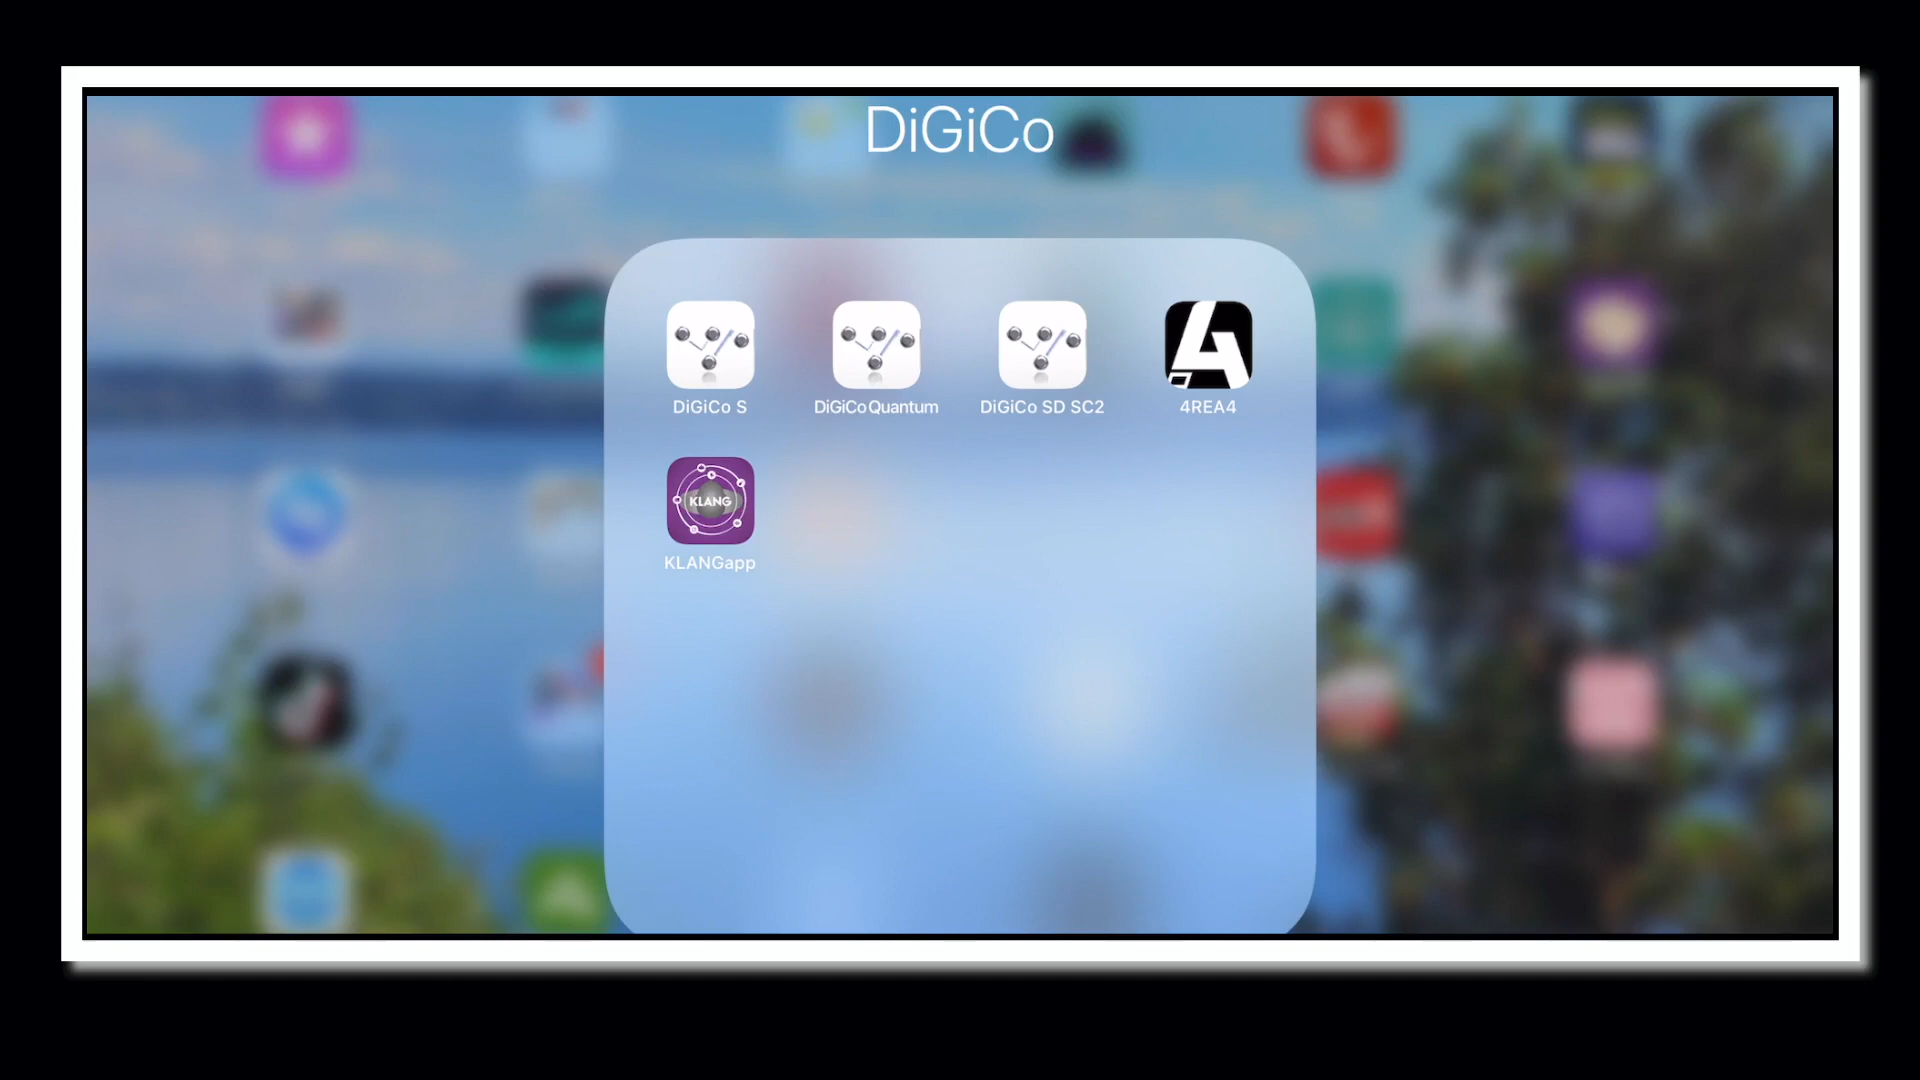 DiGiCo
DiGiCo S
DiGiCo Quantum
DiGiCo SD SC2
4REA4
KLANG
KLANGapp